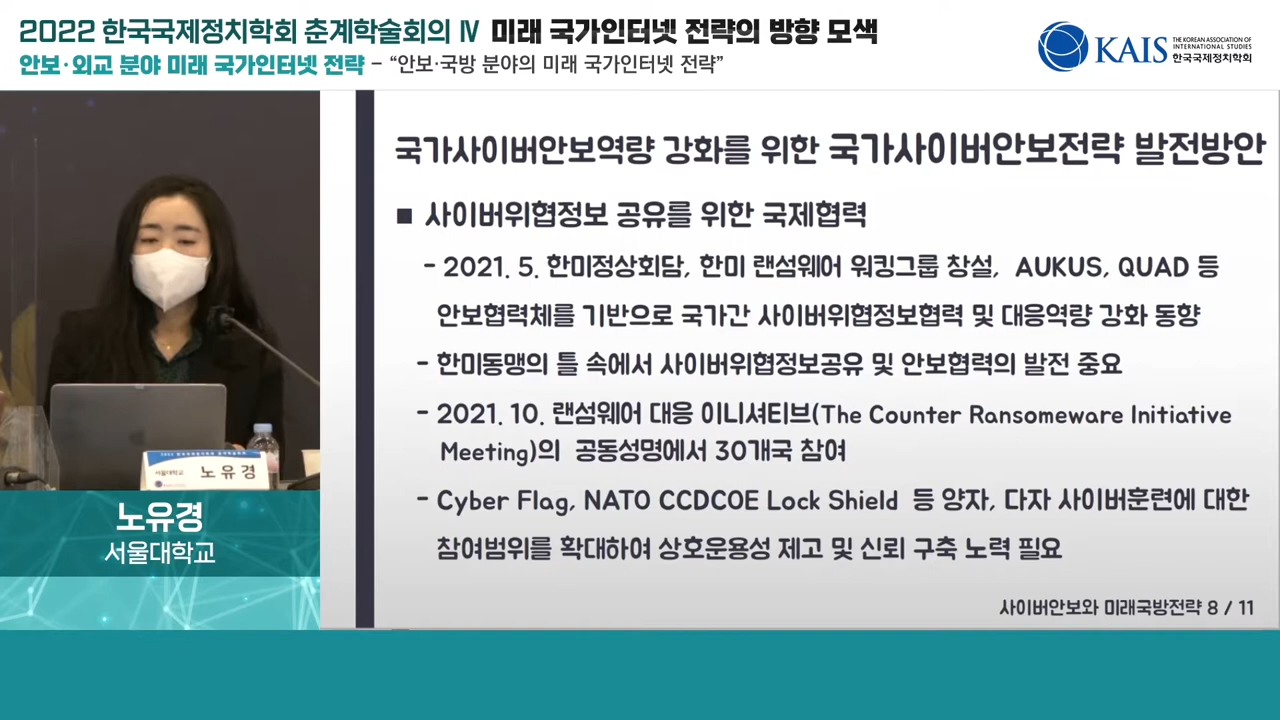 2022 한국국제정치학회 춘계학술회의 Ⅳ 미래 국가인터넷 전략의 방향 모색
안보·외교 분야 미래 국가인터넷 전략 - “안보·국방 분야의 미래 국가인터넷 전략”
KAIS
THE KOREAN ASSOCIATION OF
INTERNATIONAL STUDIES
한국국제정치학회
국가사이버안보역량 강화를 위한 국가사이버안보전략 발전방안
■ 사이버위협정보 공유를 위한 국제협력
- 2021. 5. 한미정상회담, 한미 랜섬웨어 워킹그룹 창설, AUKUS, QUAD 등
안보협력체를 기반으로 국가간 사이버위협정보협력 및 대응역량 강화 동향
- 한미동맹의 틀 속에서 사이버위협정보공유 및 안보협력의 발전 중요
- 2021. 10. 랜섬웨어 대응 이니셔티브(The Counter Ransomeware Initiative
Meeting)의 공동성명에서 30개국 참여
- Cyber Flag, NATO CCDCOE Lock Shield 등 양자, 다자 사이버훈련에 대한
참여범위를 확대하여 상호운용성 제고 및 신뢰 구축 노력 필요
사이버안보와 미래국방전략 8 / 11
서울대학교 노유경
노유경
서울대학교